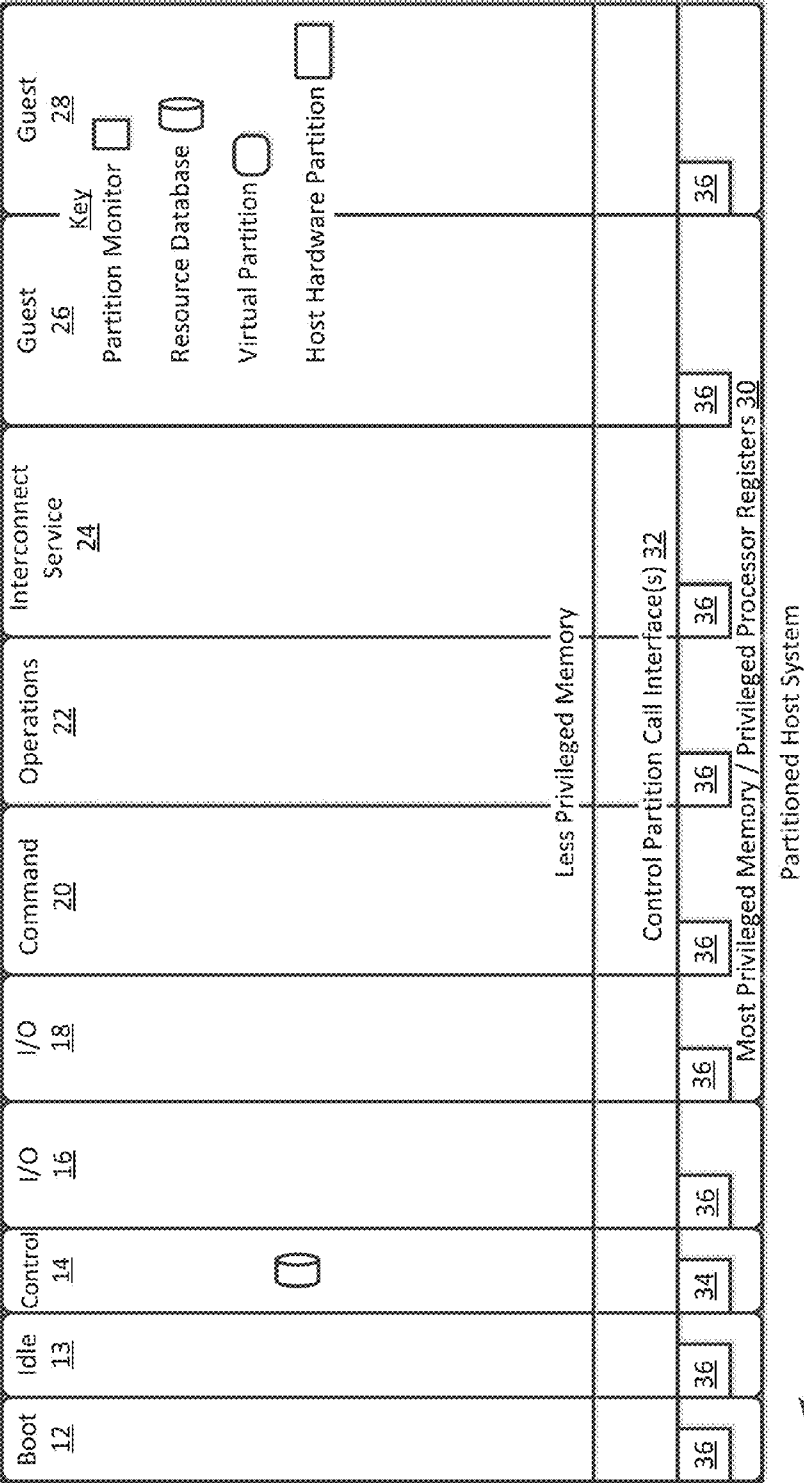 Boot
12
Idle
13
Control
14
I/O
16
I/O
18
Command
20
Operations
22
Interconnect
Service
24
Guest
26
Guest
28
Key
Partition Monitor
Resource Database
Virtual Partition
Host Hardware Partition
Less Privileged Memory
Control Partition Call Interface(s) 32
36
36
34
36
36
36
36
36
36
36
Most Privileged Memory / Privileged Processor Registers 30
Partitioned Host System